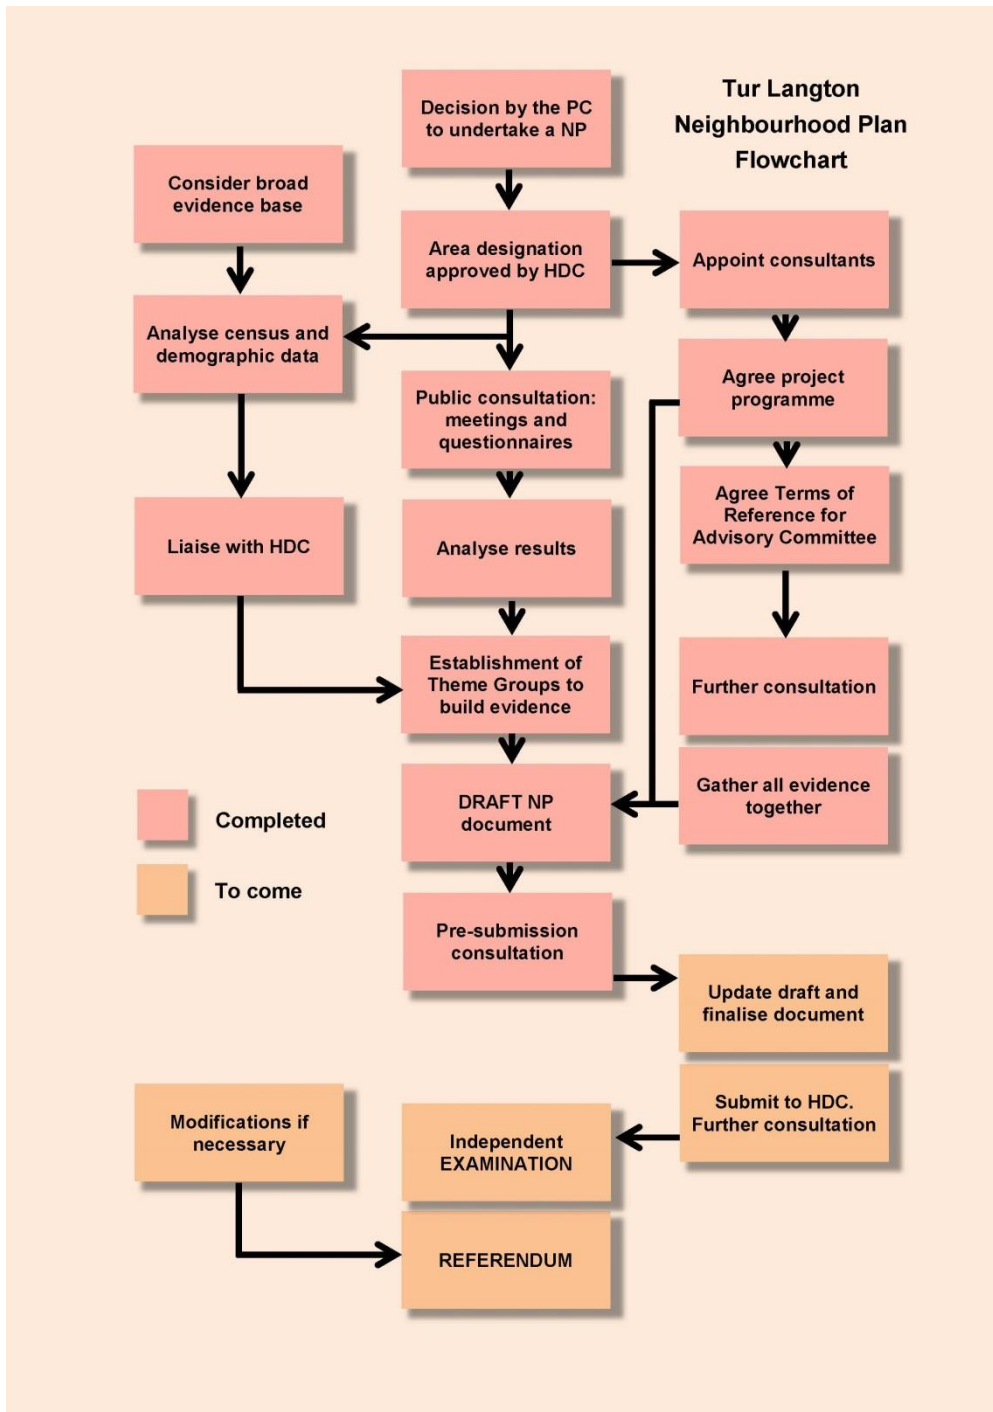 Tur Langton
Neighbourhood Plan
Flowchart
Decision by the PC
to undertake a NP
Consider broad
evidence base
Area designation
approved by HDC
Appoint consultants
Analyse census and
demographic data
Public consultation:
meetings and
questionnaires
Agree project
programme
Liaise with HDC
Analyse results
Agree Terms of
Reference for
Advisory Committee
Establishment of
Theme Groups to
build evidence
Further consultation
DRAFT NP
document
Gather all evidence
together
Completed
To come
Pre-submission
consultation
Update draft and
finalise document
Modifications if
necessary
Independent
EXAMINATION
Submit to HDC.
Further consultation
REFERENDUM